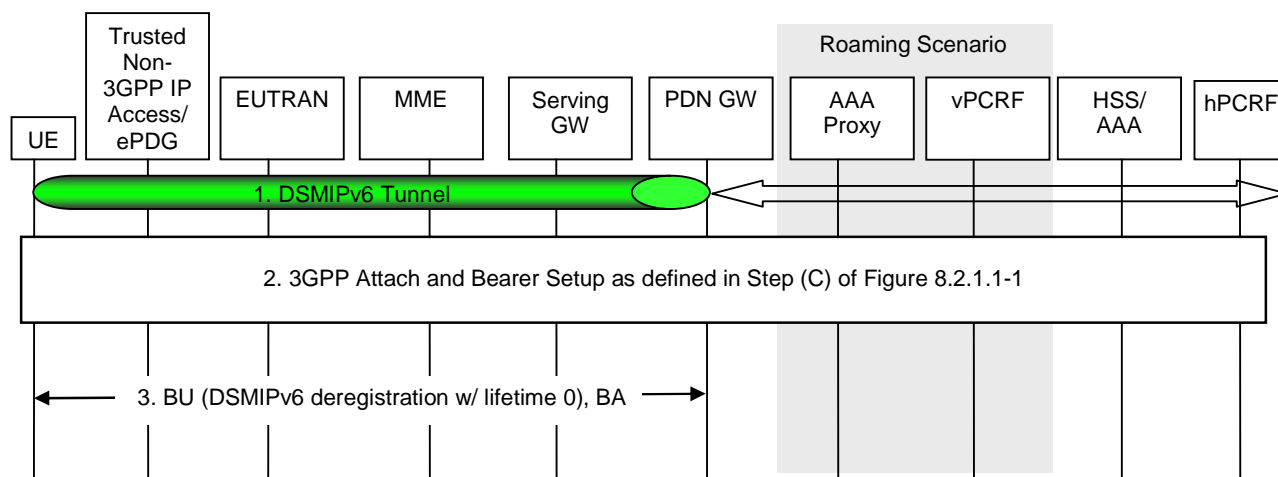 Roaming Scenario
Trusted
Non-
3GPP IP
Access/
ePDG
UE
EUTRAN
MME
Serving
GW
PDN GW
AAA
Proxy
vPCRF
HSS/
AAA
hPCRF
1. DSMIPv6 Tunnel
2. 3GPP Attach and Bearer Setup as defined in Step (C) of Figure 8.2.1.1-1
3. BU (DSMIPv6 deregistration w/ lifetime 0), BA